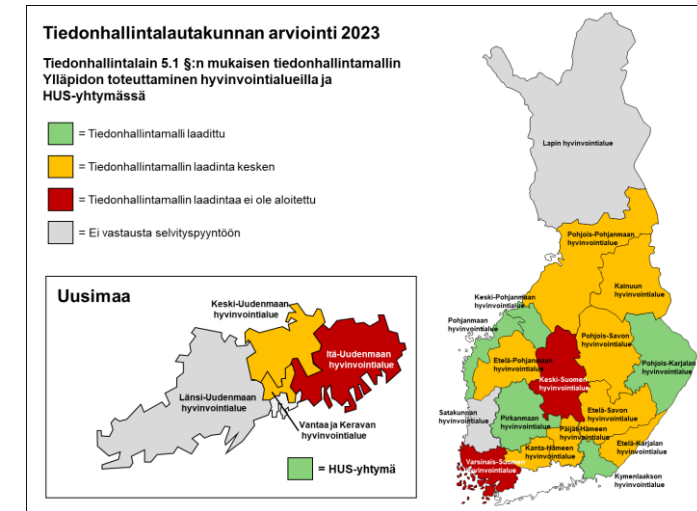 Tiedonhallintalautakunnan arviointi 2023
Tiedonhallintalain 5.1 §:n mukaisen tiedonhallintamallin
Ylläpidon toteuttaminen hyvinvointialueilla ja
HUS-yhtymässä
= Tiedonhallintamalli laadittu
= Tiedonhallintamallin laadinta kesken
= Tiedonhallintamallin laadintaa ei ole aloitettu
= Ei vastausta selvityspyyntöön
Uusimaa
Keski-Uudenmaan
hyvinvointialue
Itä-Uudenmaan
hyvinvointialue
Länsi-Uudenmaan
hyvinvointialue
Vantaa ja Keravan
hyvinvointialue
= HUS-yhtymä
Lapin hyvinvointialue
Pohjois-Pohjanmaan
hyvinvointialue
Kainuun
hyvinvointialue
Keski-Pohjanmaan
hyvinvointialue
Pohjanmaan
hyvinvointialue
Pohjois-Savon
hyvinvointialue
Pohjois-Karjalan
hyvinvointialue
Etelä-Pohjanmaan
hyvinvointialue
Keski-Suomen
hyvinvointialue
Satakunnan
hyvinvointialue
Pirkanmaan
hyvinvointialue
Etelä-Savon
hyvinvointialue
Päijät-Hämeen
hyvinvointialue
Etelä-Karjalan
hyvinvointialue
Kanta-Hämeen
hyvinvointialue
Varsinais-Suomen
hyvinvointialue
Kymenlaakson
hyvinvointialue